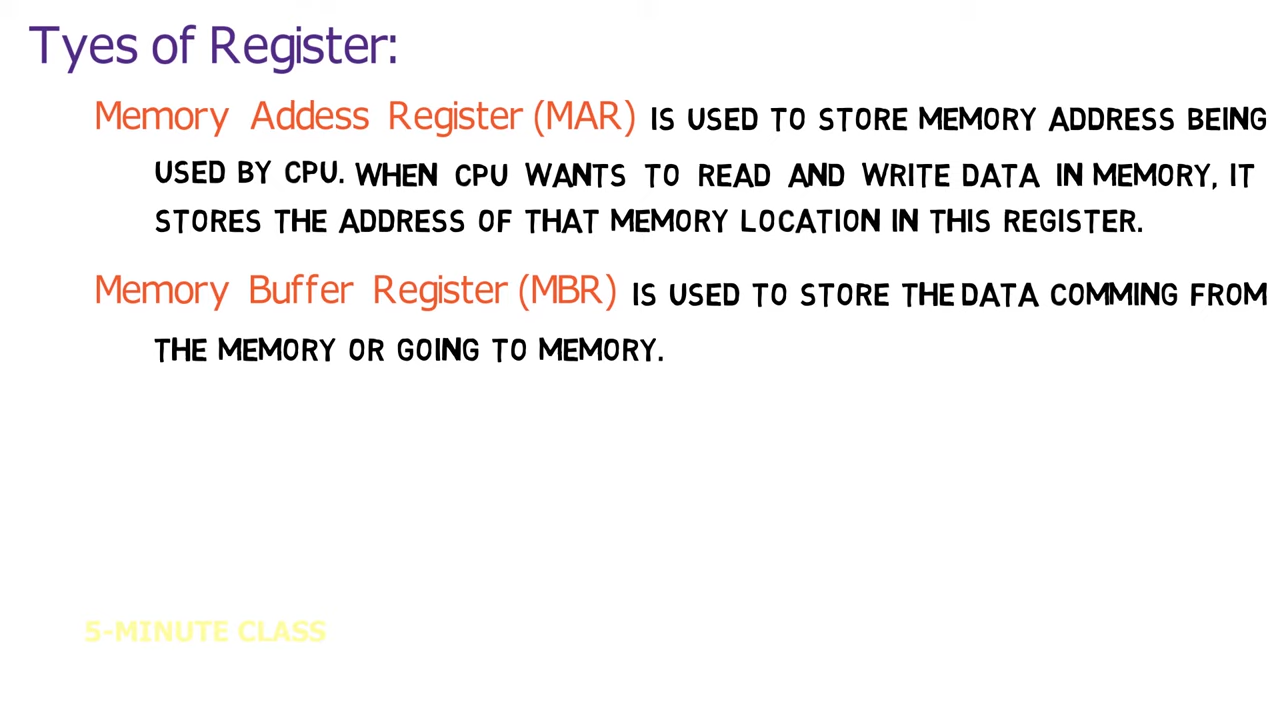 Tyes of Register:
Memory Addess Register (MAR) IS USED TO STORE MEMORY ADDRESS BEING
USED BY CPU. WHEN CPU WANTS TO READ AND WRITE DATA IN MEMORY, IT
STORES THE ADDRESS OF THAT MEMORY LOCATION IN THIS REGISTER.
Memory Buffer Register (MBR) IS USED TO STORE THE DATA COMMING FROM
THE MEMORY OR GOING TO MEMORY.
5-MINUTE CLASS